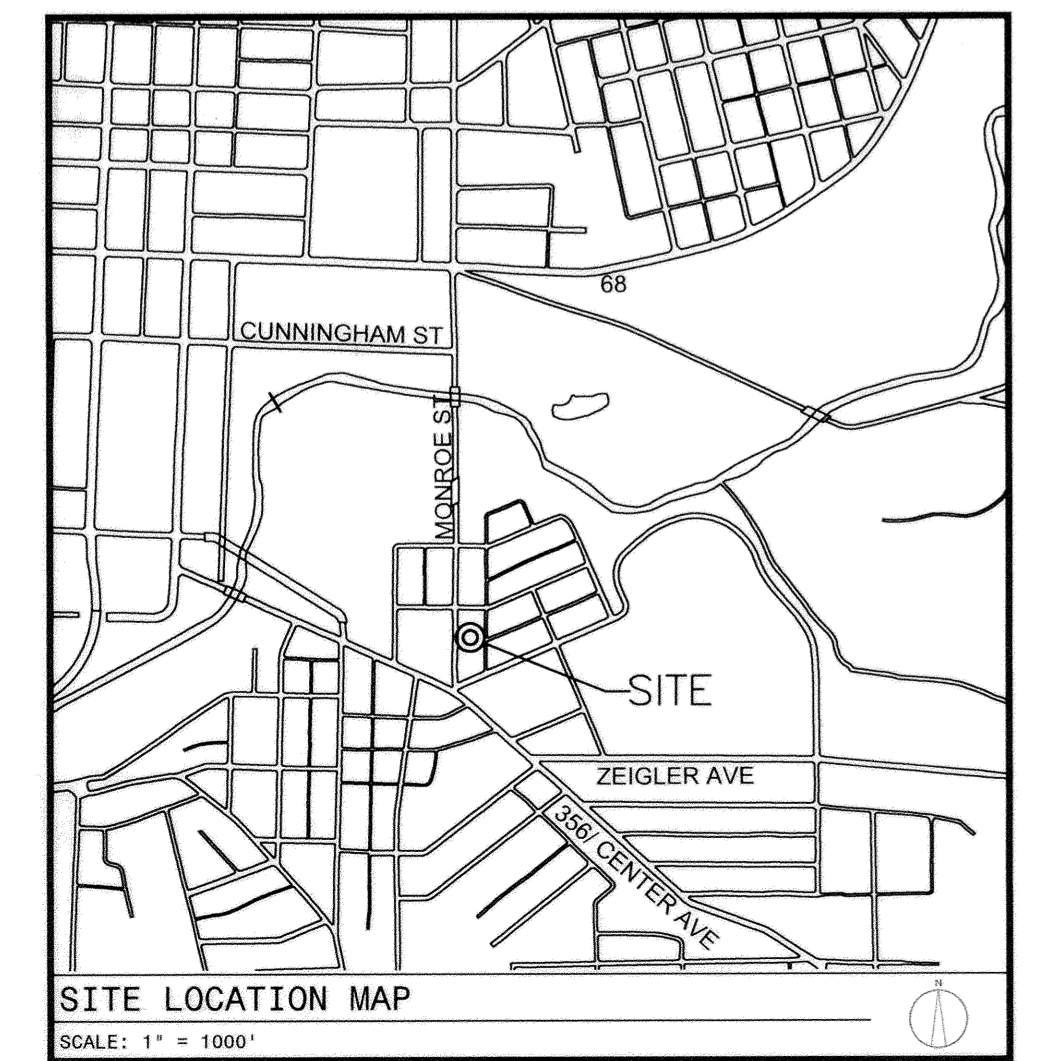 68
CUNNINGHAM ST
MONROE ST
SITE
ZEIGLER AVE
356/ CENTER AVE
SITE LOCATION MAP
N
SCALE: 1" = 1000'